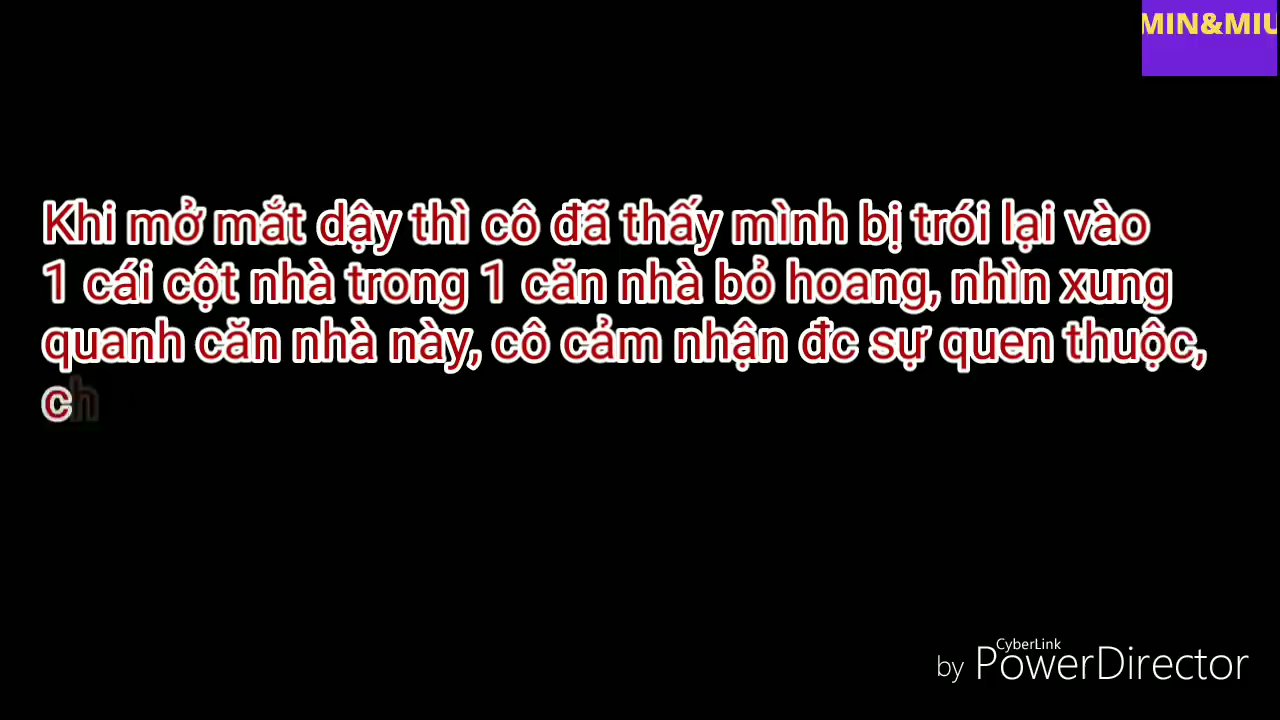 MIN&MIU
Khi mở mắt dậy thì cô đã thấy mình bị trói lại vào
1 cái cột nhà trong 1 căn nhà bỏ hoang, nhìn xung
quanh căn nhà này, cô cảm nhận đc sự quen thuộc,
ch
CyberLink
by PowerDirector